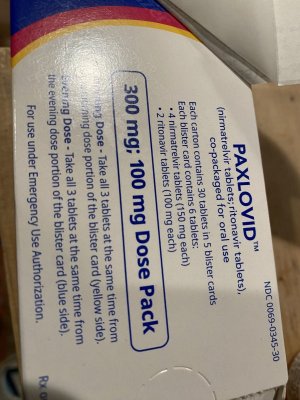 NDC 0069-0345-30
PAXLOVID™
(nirmatrelvir tablets; ritonavir tablets),
co-packaged for oral use
Each carton contains 30 tablets in 5 blister cards
Each blister card contains 6 tablets:
• 4 nirmatrelvir tablets (150 mg each)
• 2 ritonavir tablets (100 mg each)
300 mg; 100 mg Dose Pack
Morning Dose - Take all 3 tablets at the same time from
the morning dose portion of the blister card (yellow side).
Evening Dose - Take all 3 tablets at the same time from
the evening dose portion of the blister card (blue side).
For use under Emergency Use Authorization.
Rx